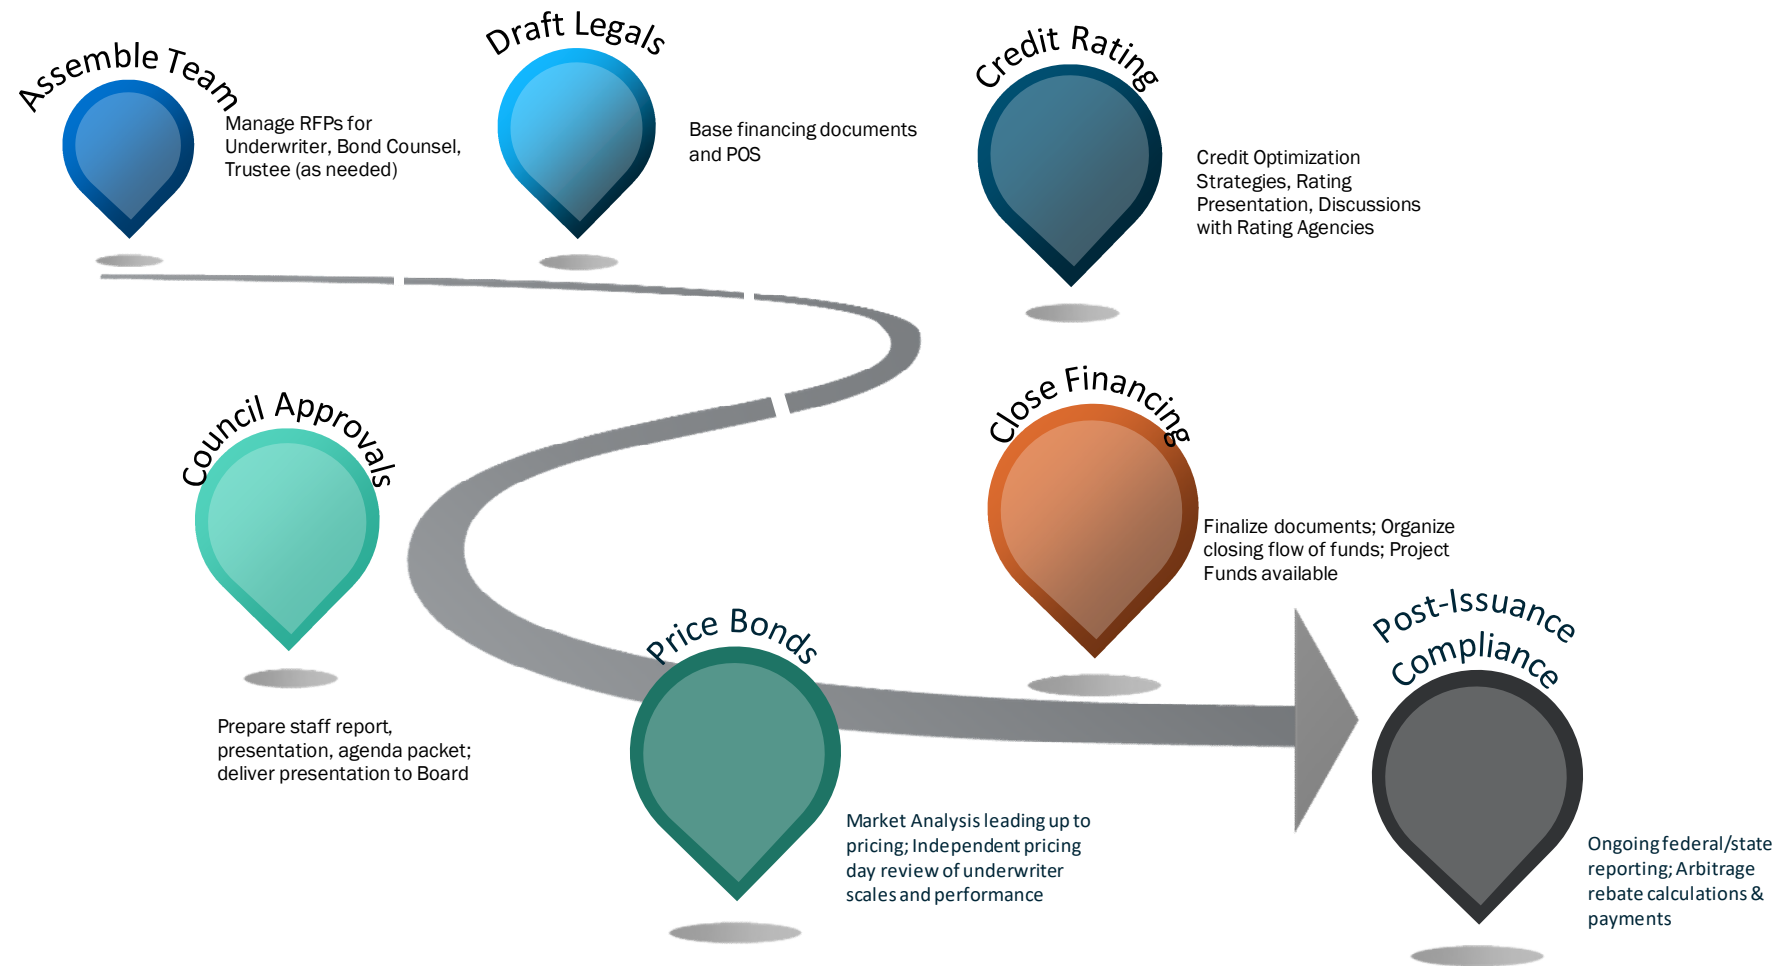 Assemble Team
Manage RFPs for
Underwriter, Bond Counsel,
Trustee (as needed)
Draft Legals
Base financing documents
and POS
Credit Rating
Credit Optimization
Strategies, Rating
Presentation, Discussions
with Rating Agencies
Council Approvals
Prepare staff report,
presentation, agenda packet;
deliver presentation to Board
Price Bonds
Market Analysis leading up to
pricing; Independent pricing
day review of underwriter
scales and performance
Close Financing
Finalize documents; Organize
closing flow of funds; Project
Funds available
Post-Issuance
Compliance
Ongoing federal/state
reporting; Arbitrage
rebate calculations &
payments